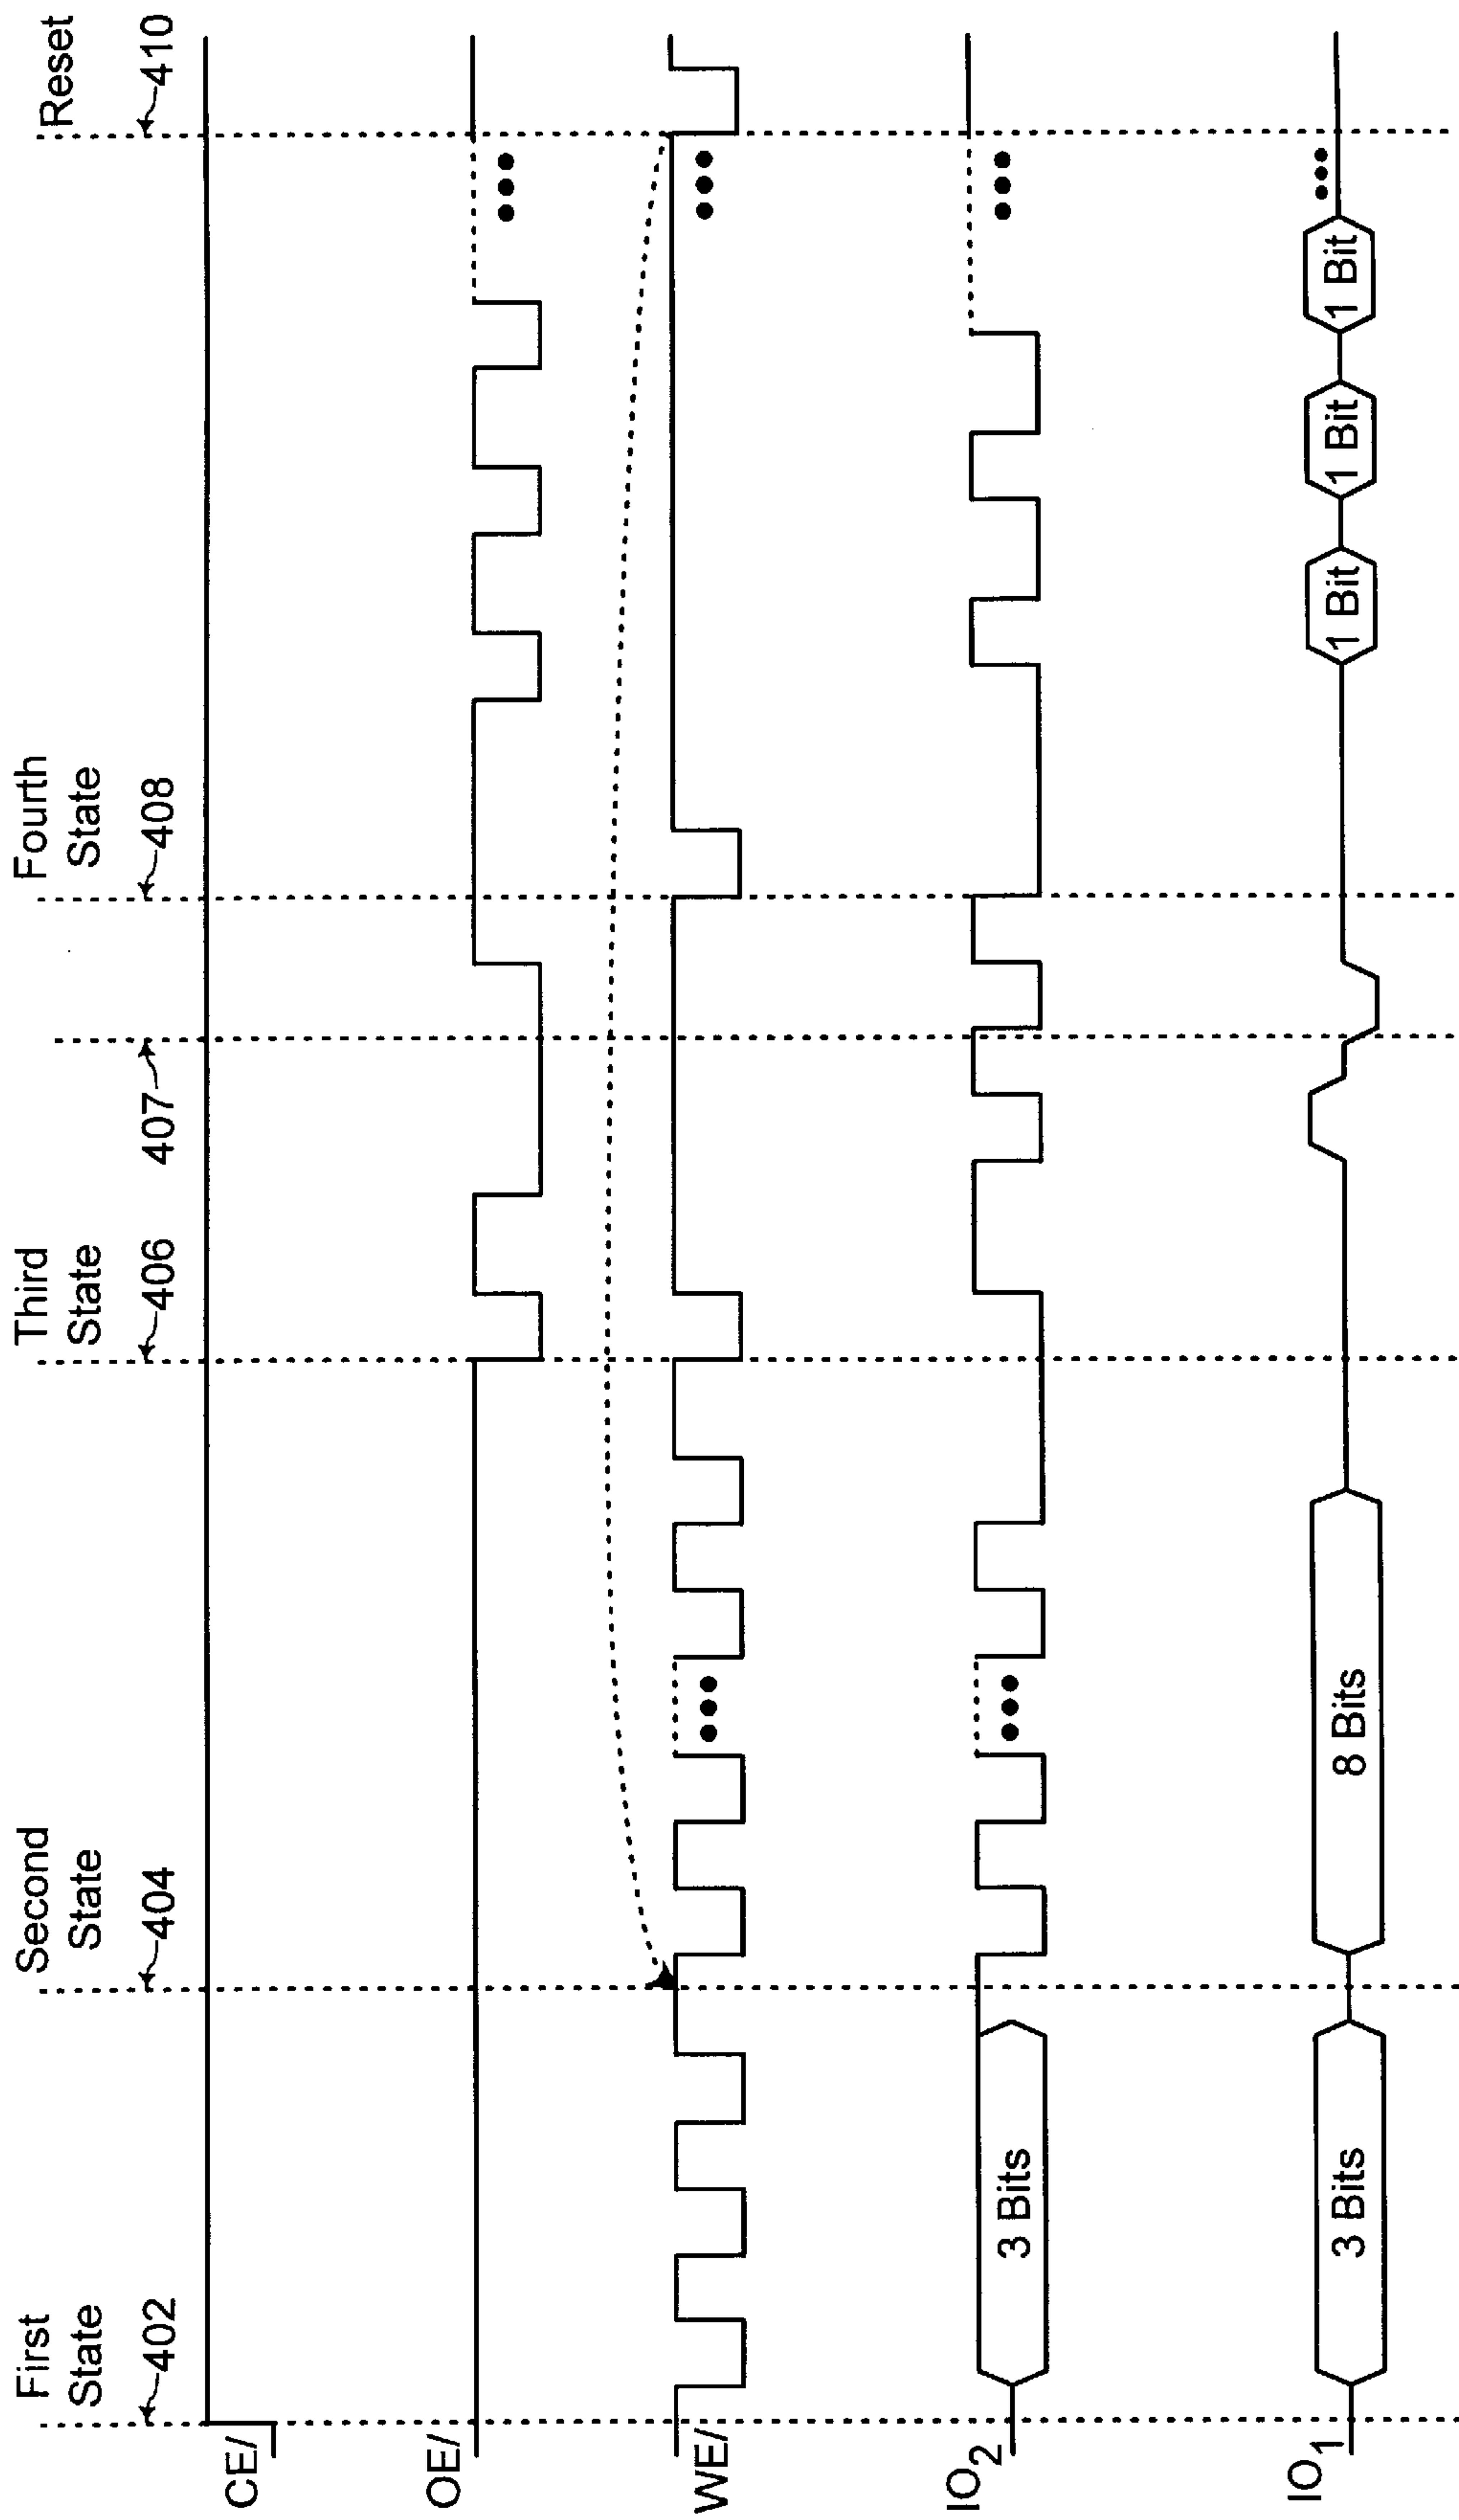 First
State
402
Second
State
404
Third
State
406
407
Fourth
State
408
Reset
410
CE/
OE/
WE/
IO2
3 Bits
IO1
3 Bits
8 Bits
1 Bit
1 Bit
1 Bit